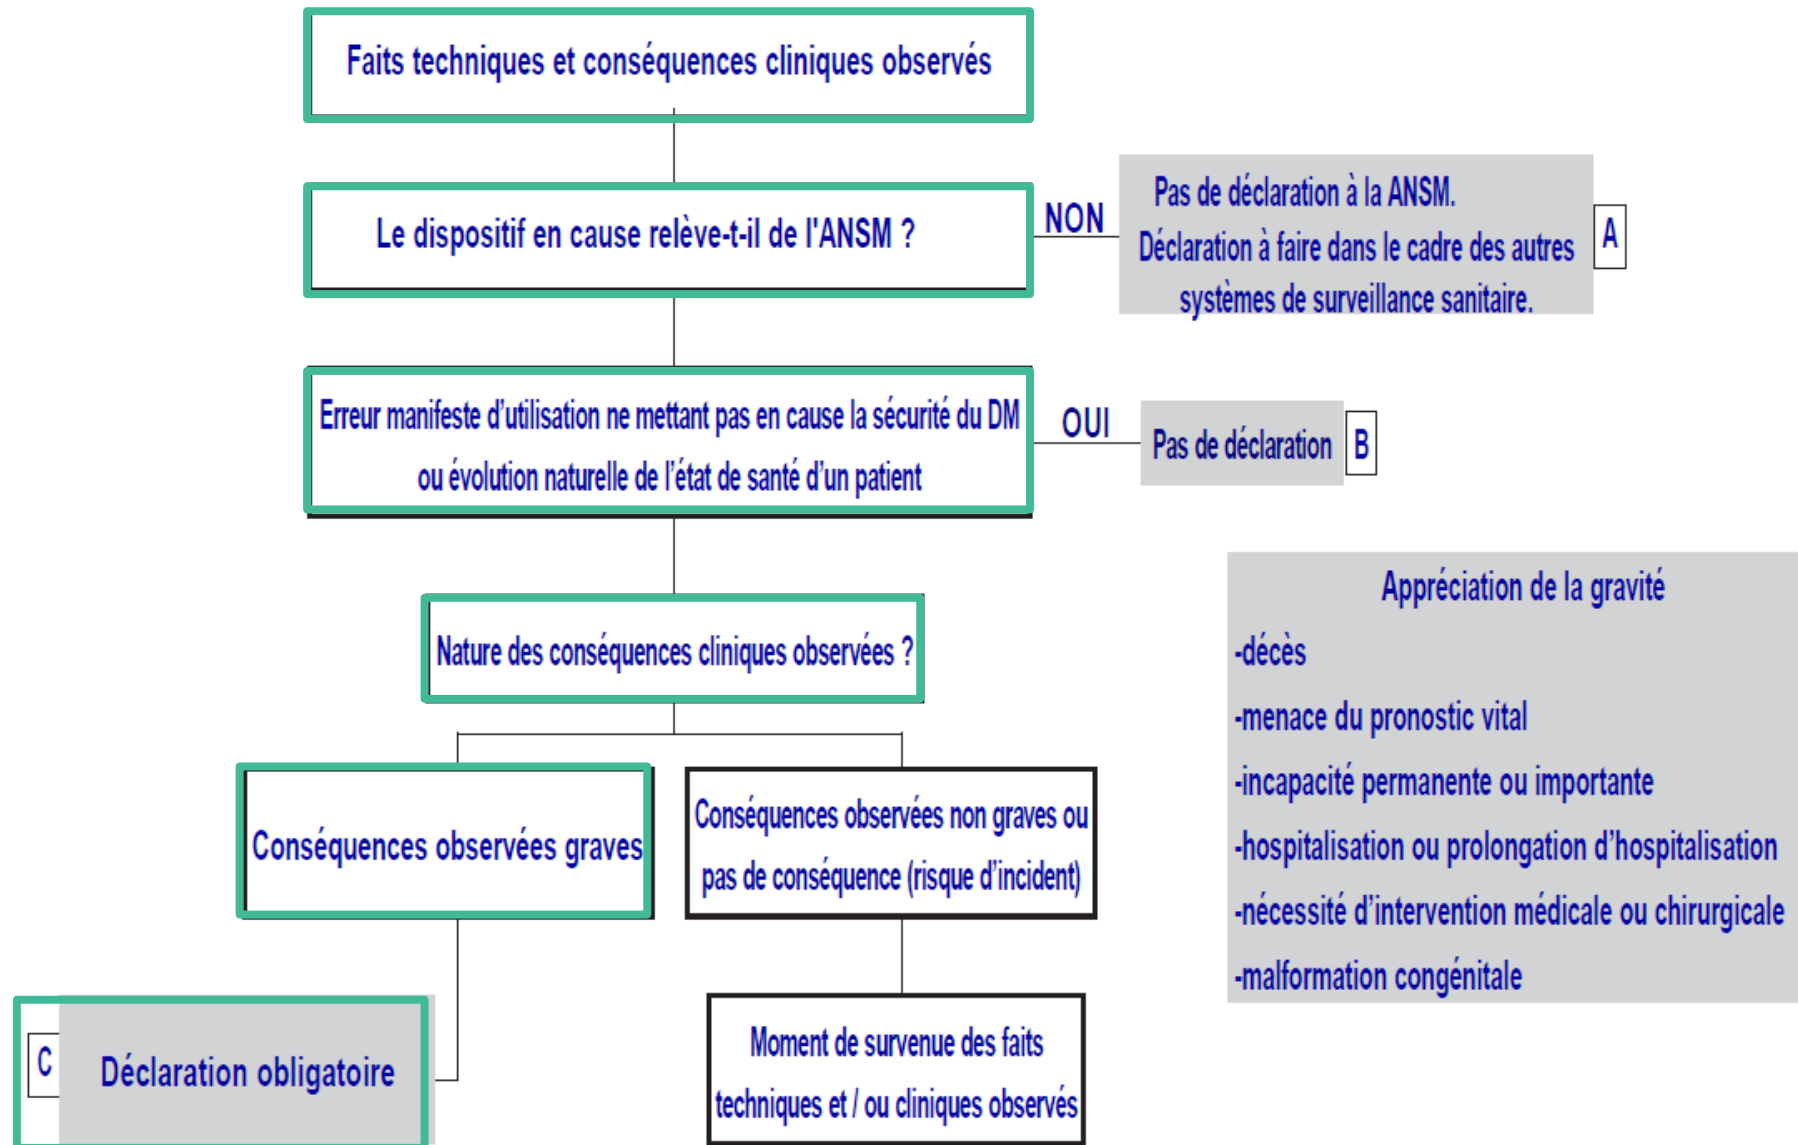 Faits techniques et conséquences cliniques observés
Le dispositif en cause relève-t-il de l'ANSM ?
NON
Pas de déclaration à la ANSM.
Déclaration à faire dans le cadre des autres
systèmes de surveillance sanitaire.
A
Erreur manifeste d’utilisation ne mettant pas en cause la sécurité du DM
ou évolution naturelle de l’état de santé d’un patient
OUI
Pas de déclaration
B
Nature des conséquences cliniques observées ?
Appréciation de la gravité
-décès
-menace du pronostic vital
-incapacité permanente ou importante
-hospitalisation ou prolongation d’hospitalisation
-nécessité d’intervention médicale ou chirurgicale
-malformation congénitale
Conséquences observées graves
Conséquences observées non graves ou
pas de conséquence (risque d’incident)
C
Déclaration obligatoire
Moment de survenue des faits
techniques et / ou cliniques observés